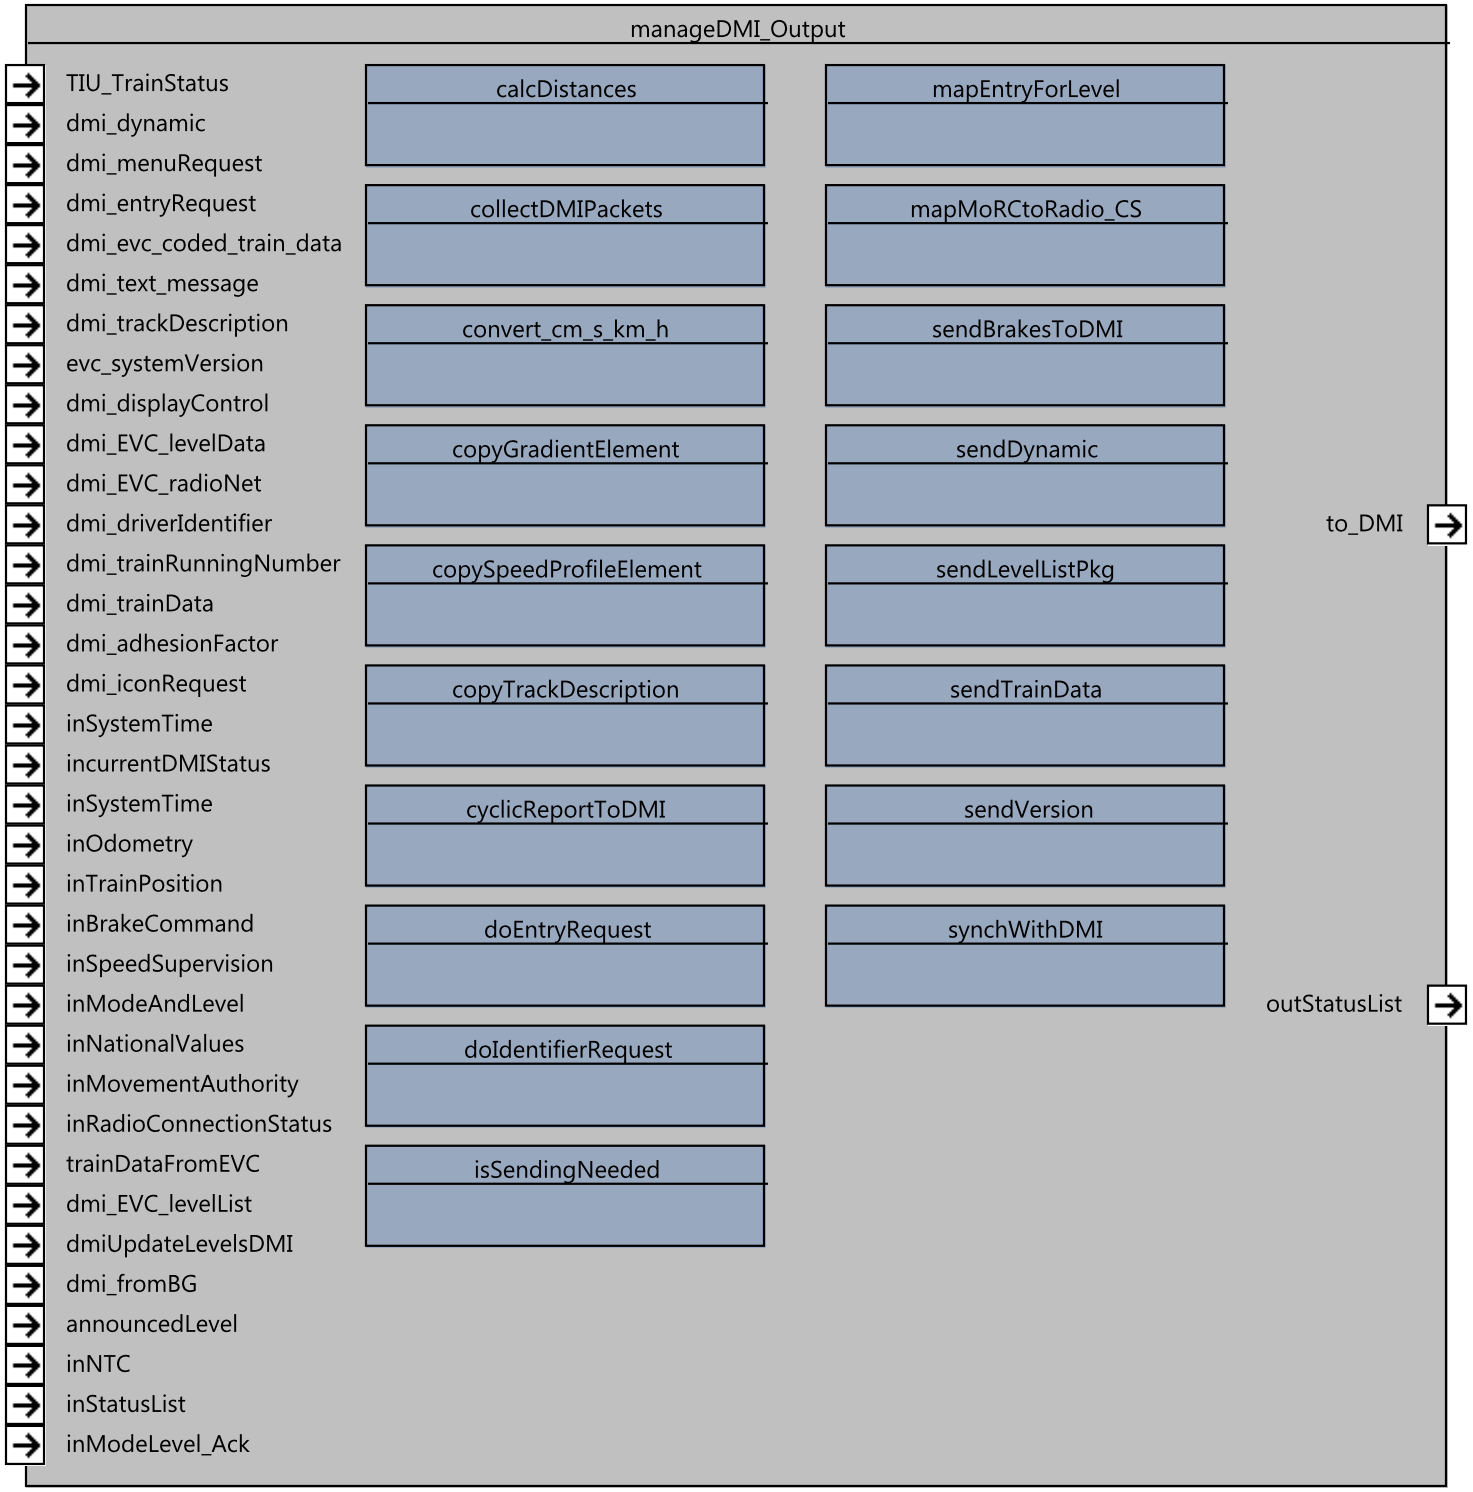 manageDMI_Output
TIU_TrainStatus
dmi_dynamic
dmi_menuRequest
dmi_entryRequest
dmi_evc_coded_train_data
dmi_text_message
dmi_trackDescription
evc_systemVersion
dmi_displayControl
dmi_EVC_levelData
dmi_EVC_radioNet
dmi_driverIdentifier
dmi_trainRunningNumber
dmi_trainData
dmi_adhesionFactor
dmi_iconRequest
inSystemTime
incurrentDMIStatus
inSystemTime
inOdometry
inTrainPosition
inBrakeCommand
inSpeedSupervision
inModeAndLevel
inNationalValues
inMovementAuthority
inRadioConnectionStatus
trainDataFromEVC
dmi_EVC_levelList
dmiUpdateLevelsDMI
dmi_fromBG
announcedLevel
inNTC
inStatusList
inModeLevel_Ack
calcDistances
collectDMIPackets
convert_cm_s_km_h
copyGradientElement
copySpeedProfileElement
copyTrackDescription
cyclicReportToDMI
doEntryRequest
doIdentifierRequest
isSendingNeeded
mapEntryForLevel
mapMoRCtoRadio_CS
sendBrakesToDMI
sendDynamic
sendLevelListPkg
sendTrainData
sendVersion
synchWithDMI
to_DMI
outStatusList